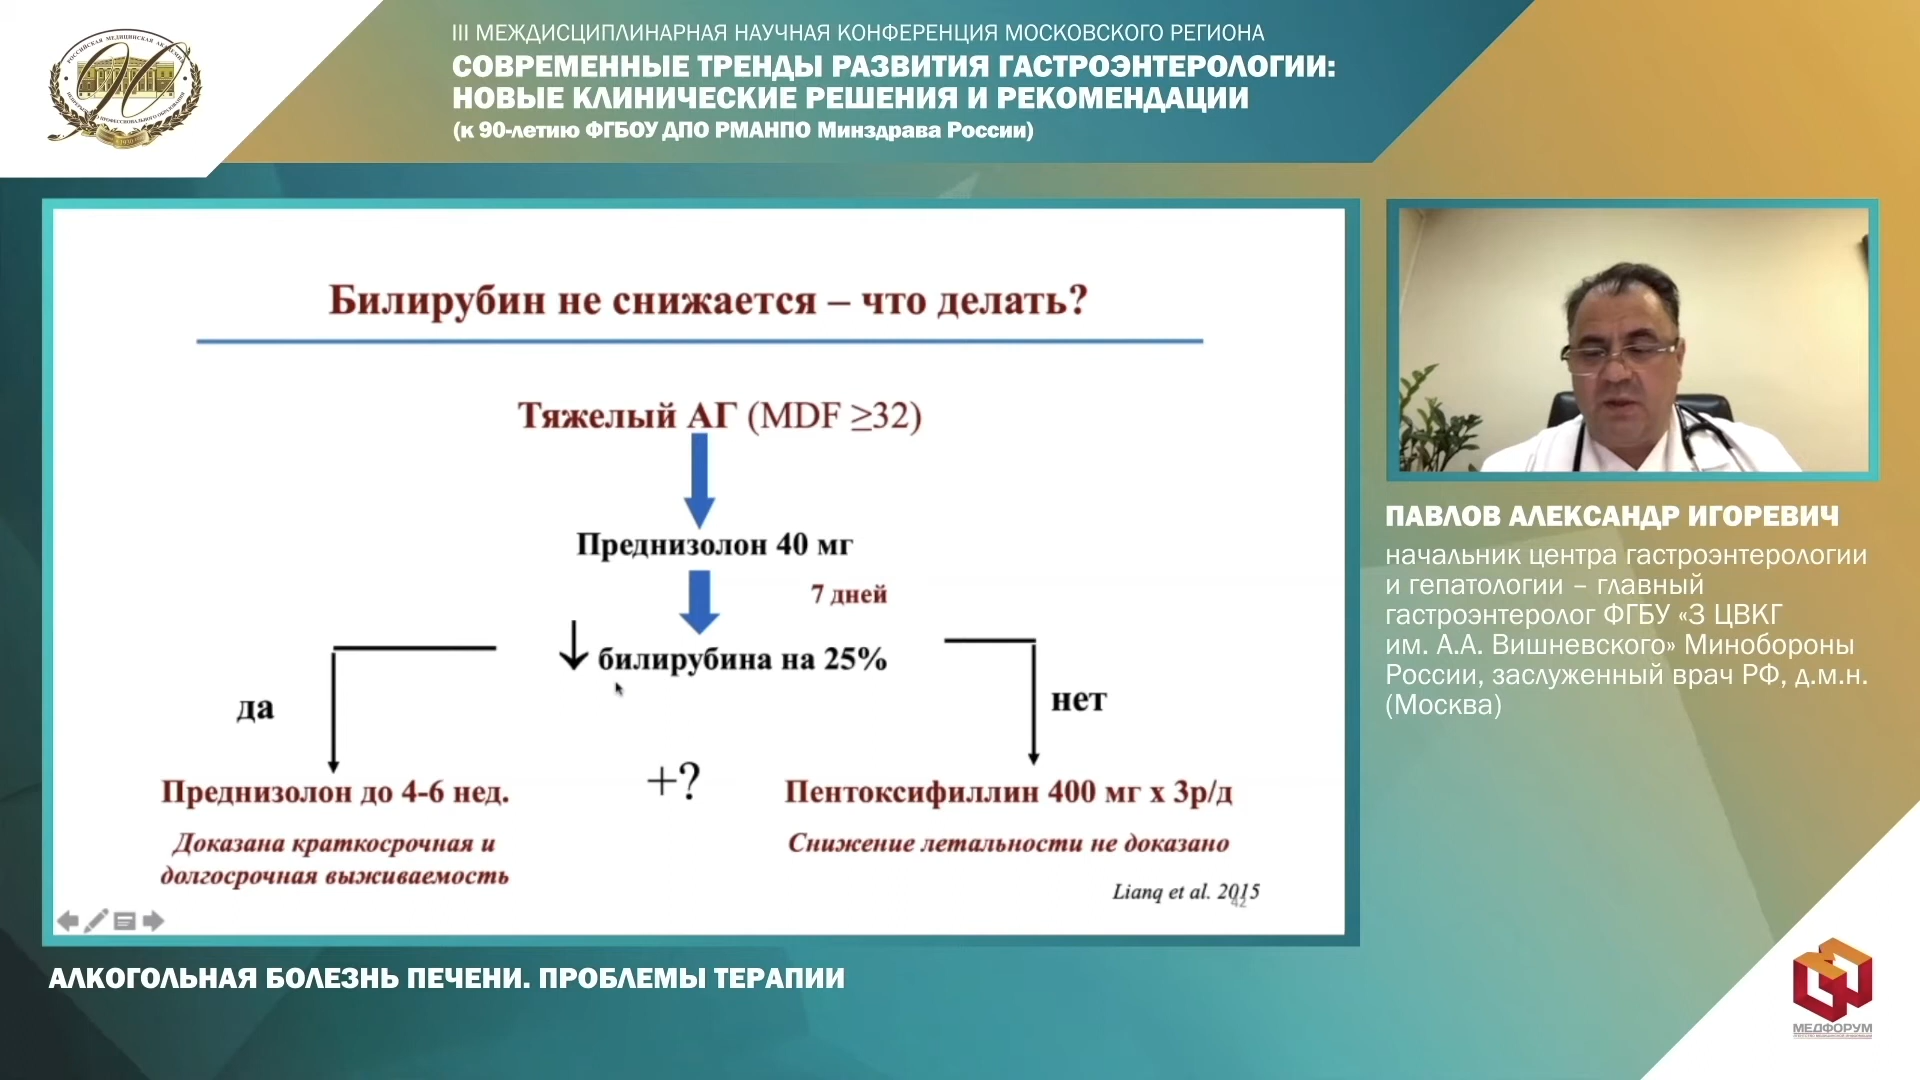 III МЕЖДИСЦИПЛИНАРНАЯ НАУЧНАЯ КОНФЕРЕНЦИЯ МОСКОВСКОГО РЕГИОНА
СОВРЕМЕННЫЕ ТРЕНДЫ РАЗВИТИЯ ГАСТРОЭНТЕРОЛОГИИ:
НОВЫЕ КЛИНИЧЕСКИЕ РЕШЕНИЯ И РЕКОМЕНДАЦИИ
(к 90-летию ФГБОУ ДПО РМАНПО Минздрава России)
Билирубин не снижается – что делать?
Тяжелый АГ (MDF ≥32)
Преднизолон 40 мг
7 дней
↓ билирубина на 25%
да
нет
Преднизолон до 4-6 нед.
+?
Пентоксифиллин 400 мг х 3р/д
Доказана краткосрочная и
долгосрочная выживаемость
Снижение летальности не доказано
Lianq et al. 2015
42
ПАВЛОВ АЛЕКСАНДР ИГОРЕВИЧ
начальник центра гастроэнтерологии
и гепатологии – главный
гастроэнтеролог ФГБУ «3 ЦВКГ
им. А.А. Вишневского» Минобороны
России, заслуженный врач РФ, д.м.н.
(Москва)
АЛКОГОЛЬНАЯ БОЛЕЗНЬ ПЕЧЕНИ. ПРОБЛЕМЫ ТЕРАПИИ
МЕДФОРУМ